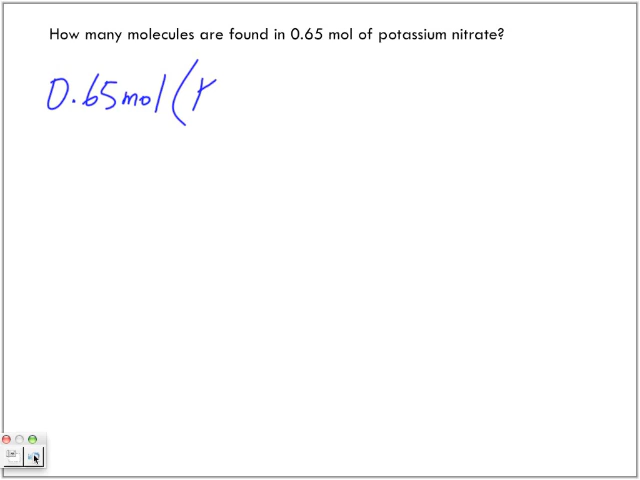 How many molecules are found in 0.65 mol of potassium nitrate?
0.65mol (K